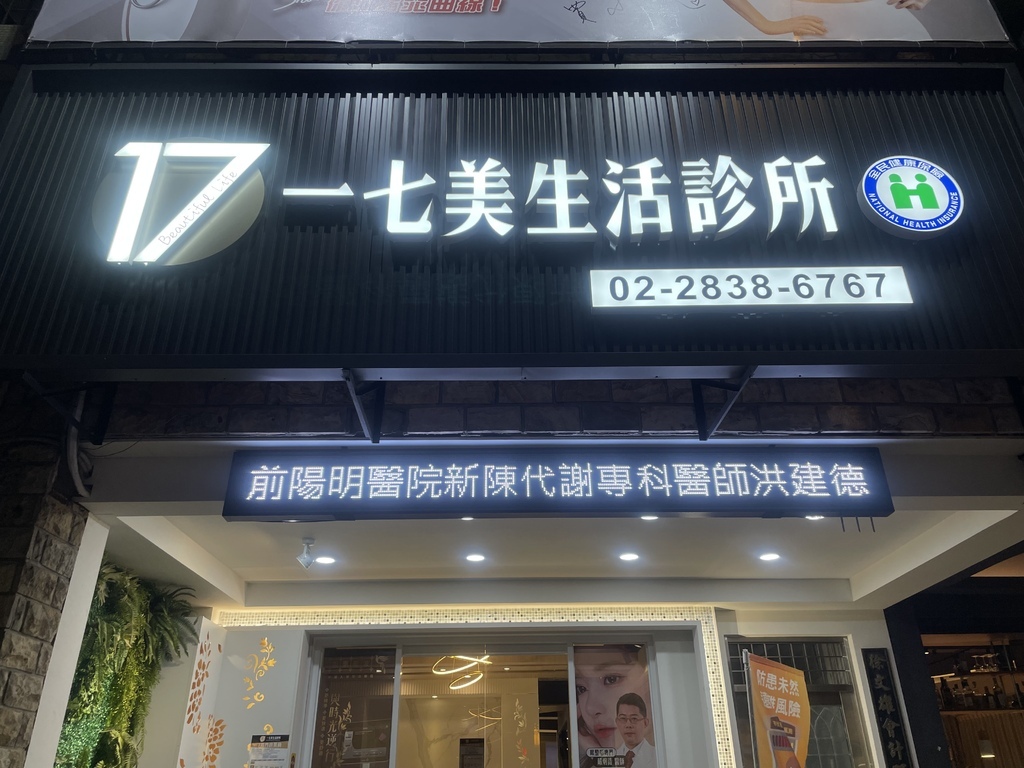 17
Beautiful Life
一七美生活診所
全民健康保險
NATIONAL HEALTH INSURANCE
02-2838-6767
前陽明醫院新陳代謝專科醫師洪建德
防患未然
風險